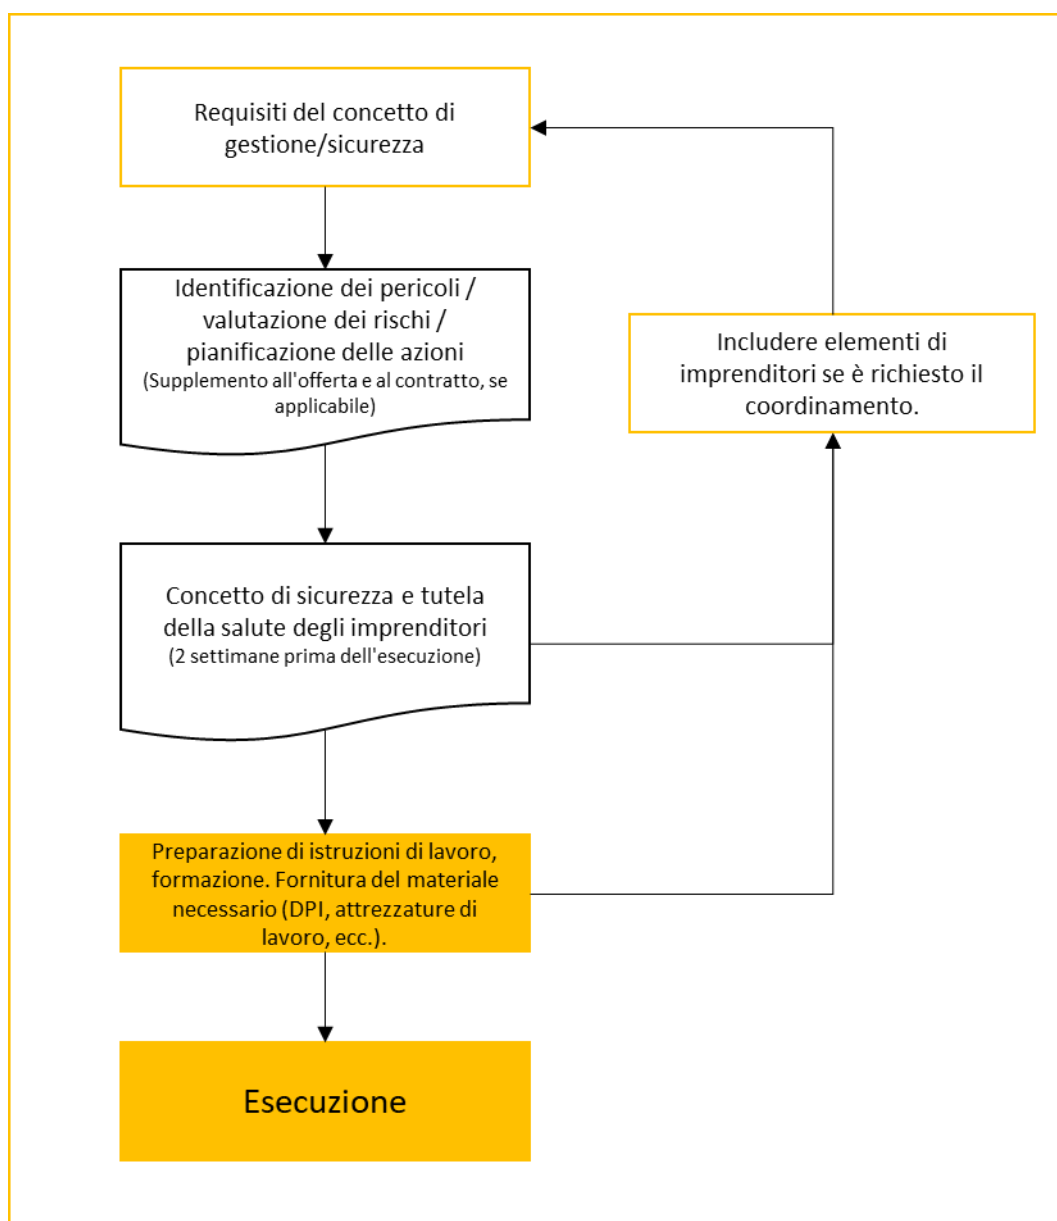 Requisiti del concetto di
gestione/sicurezza
Identificazione dei pericoli /
valutazione dei rischi /
pianificazione delle azioni
(Supplemento all'offerta e al contratto, se
applicabile)
Includere elementi di
imprenditori se è richiesto il
coordinamento.
Concetto di sicurezza e tutela
della salute degli imprenditori
(2 settimane prima dell'esecuzione)
Preparazione di istruzioni di lavoro,
formazione. Fornitura del materiale
necessario (DPI, attrezzature di
lavoro, ecc.).
Esecuzione